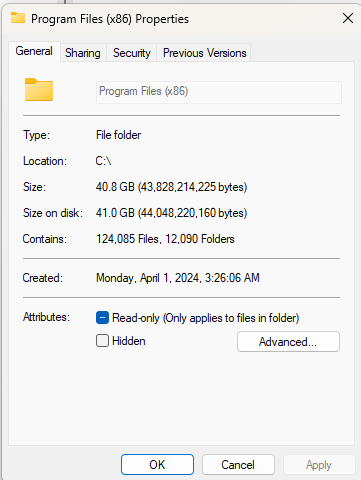 Program Files (x86) Properties
General Sharing Security Previous Versions
Program Files (x86)
Type: File folder
Location: C:\
Size: 40.8 GB (43,828,214,225 bytes)
Size on disk: 41.0 GB (44,048,220,160 bytes)
Contains: 124,085 Files, 12,090 Folders
Created: Monday, April 1, 2024, 3:26:06 AM
Attributes: Read-only (Only applies to files in folder)
Hidden Advanced...
OK Cancel Apply